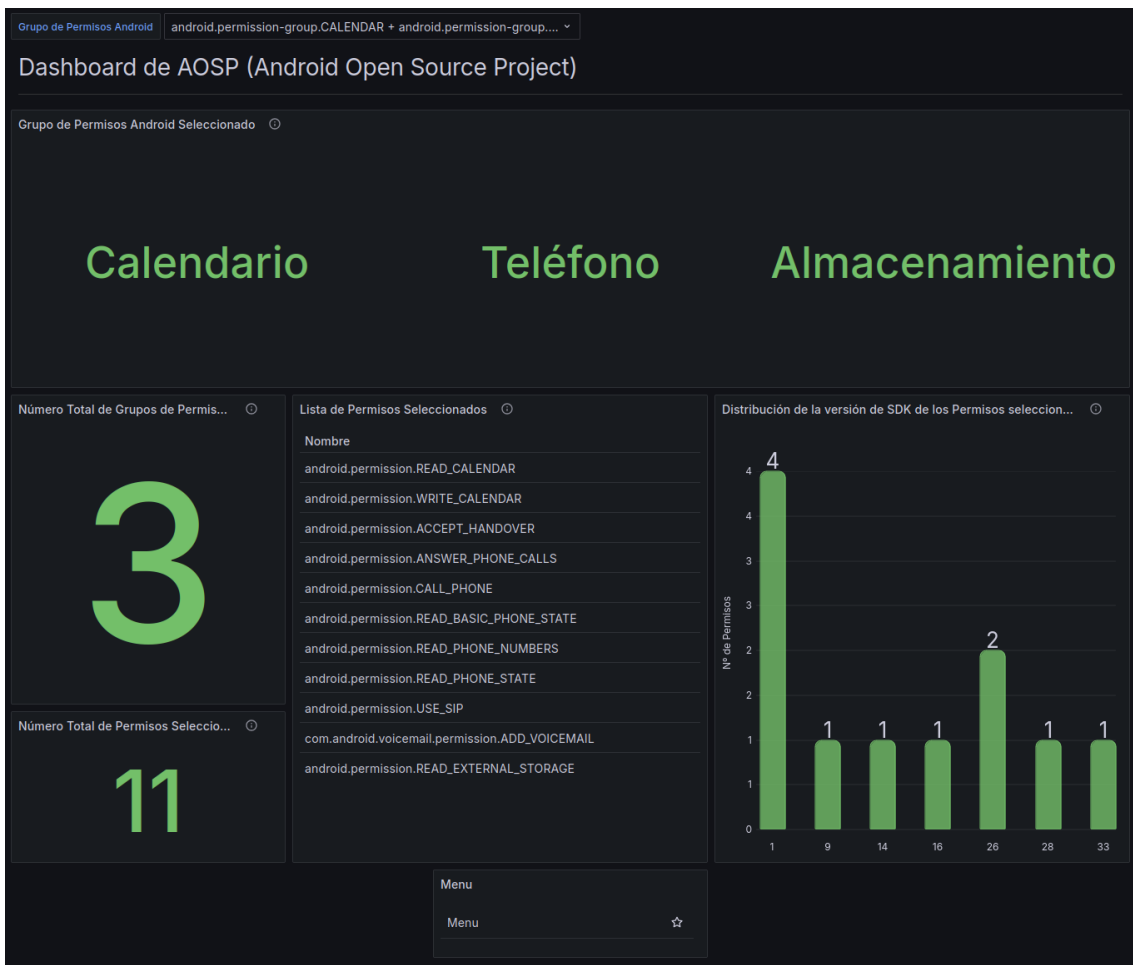 Grupo de Permisos Android android.permission-group.CALENDAR + android.permission-group....
Dashboard de AOSP (Android Open Source Project)
Grupo de Permisos Android Seleccionado
Calendario Teléfono Almacenamiento
Número Total de Grupos de Permis...
3
Número Total de Permisos Seleccio...
11
Lista de Permisos Seleccionados
Nombre
android.permission.READ_CALENDAR
android.permission.WRITE_CALENDAR
android.permission.ACCEPT_HANDOVER
android.permission.ANSWER_PHONE_CALLS
android.permission.CALL_PHONE
android.permission.READ_BASIC_PHONE_STATE
android.permission.READ_PHONE_NUMBERS
android.permission.READ_PHONE_STATE
android.permission.USE_SIP
com.android.voicemail.permission.ADD_VOICEMAIL
android.permission.READ_EXTERNAL_STORAGE
Distribución de la versión de SDK de los Permisos seleccion...
Nº de Permisos
4
4
3
3
2
2
1
1
0
4 1 1 1 2 1 1
1 9 14 16 26 28 33
Menu
Menu